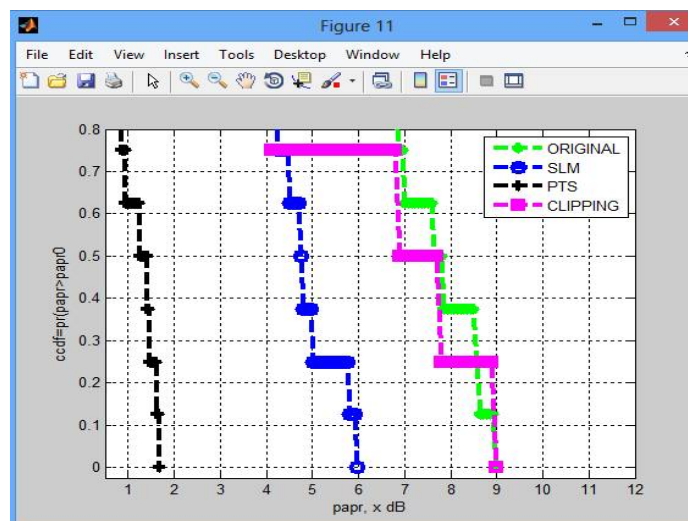 Figure 11
File Edit View Insert Tools Desktop Window Help
0.8
0.7
0.6
0.5
0.4
0.3
0.2
0.1
0
ccdf=pr(papr>papr0
ORIGINAL
SLM
PTS
CLIPPING
1 2 3 4 5 6 7 8 9 10 11 12
papr, x dB